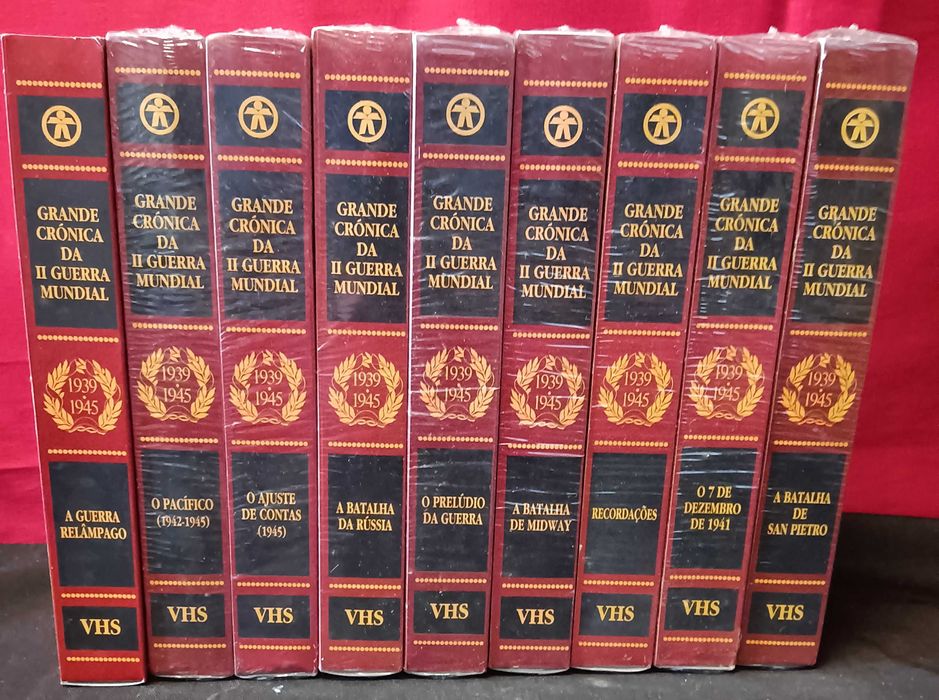 GRANDE
CRÓNICA
DA
II GUERRA
MUNDIAL
1939
1945
A GUERRA
RELÂMPAGO
VHS
GRANDE
CRÓNICA
DA
II GUERRA
MUNDIAL
1939
1945
O PACÍFICO
(1942-1945)
VHS
GRANDE
CRÓNICA
DA
II GUERRA
MUNDIAL
1939
1945
O AJUSTE
DE CONTAS
(1945)
VHS
GRANDE
CRÓNICA
DA
II GUERRA
MUNDIAL
1939
1945
A BATALHA
DA RÚSSIA
VHS
GRANDE
CRÓNICA
DA
II GUERRA
MUNDIAL
1939
1945
O PRELÚDIO
DA GUERRA
VHS
GRANDE
CRÓNICA
DA
II GUERRA
MUNDIAL
1939
1945
A BATALHA
DE MIDWAY
VHS
GRANDE
CRÓNICA
DA
II GUERRA
MUNDIAL
1939
1945
RECORDAÇÕES
VHS
GRANDE
CRÓNICA
DA
II GUERRA
MUNDIAL
1939
1945
O 7 DE
DEZEMBRO
DE 1941
VHS
GRANDE
CRÓNICA
DA
II GUERRA
MUNDIAL
1939
1945
A BATALHA
DE
SAN PIETRO
VHS